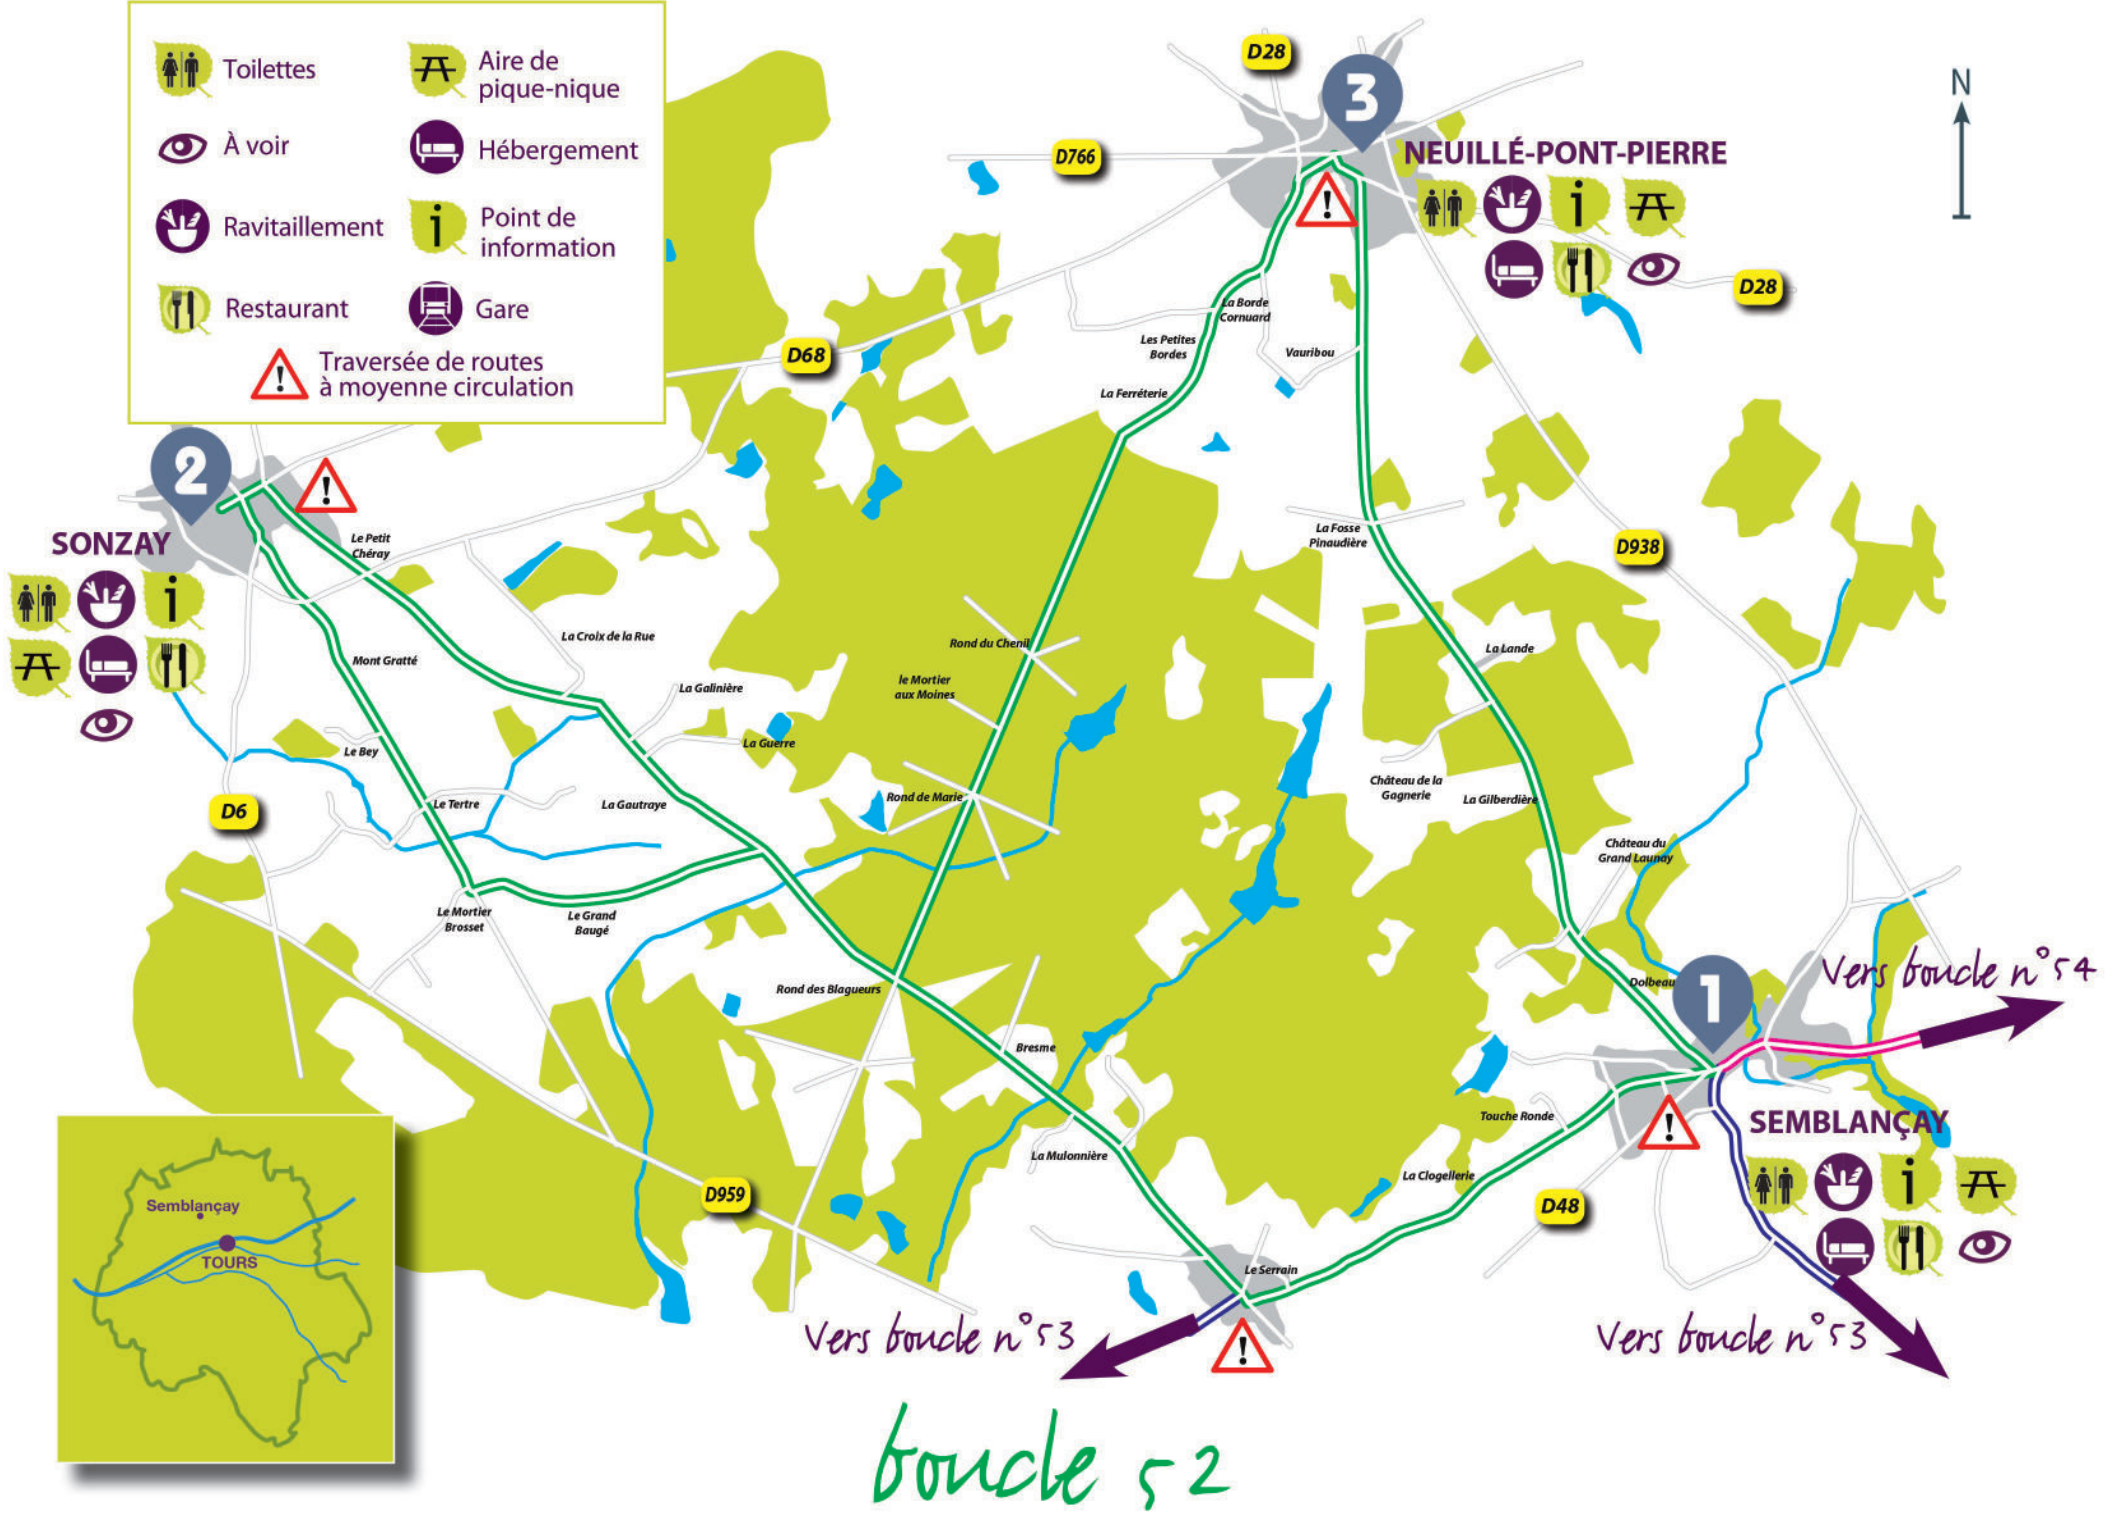 Toilettes
Aire de
pique-nique
À voir
Hébergement
Ravitaillement
Point de
information
Restaurant
Gare
Traversée de routes
à moyenne circulation
D28
3
N
D766
NEUILLÉ-PONT-PIERRE
i
D28
La Borde
Cornuard
Les Petites
Bordes
Vauribou
D68
La Ferréterie
2
SONZAY
i
Le Petit
Chéray
La Fosse
Pinaudière
D938
La Croix de la Rue
Rond du Chenil
La Lande
Mont Gratté
le Mortier
aux Moines
La Galinière
La Guerre
Le Bey
Château de la
Gagnerie
La Gilberdière
Rond de Marie
Le Tertre
La Gautraye
D6
Château du
Grand Launay
Le Mortier
Brosset
Le Grand
Baugé
Vers boucle n°54
Rond des Blagueurs
Dolbeau
1
Bresme
Touche Ronde
SEMBLANÇAY
i
La Mulonnière
La Clogellerie
D959
D48
Le Serrain
Vers boucle n°53
Vers boucle n°53
Semblançay
TOURS
boucle 52